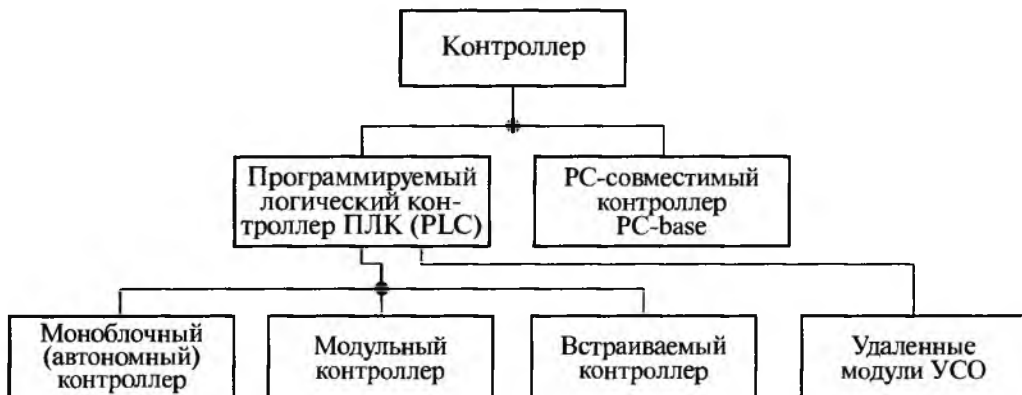 Контроллер
Программируемый
логический кон-
троллер ПЛК (PLC)
PC-совместимый
контроллер
PC-base
Моноблочный
(автономный)
контроллер
Модульный
контроллер
Встраиваемый
контроллер
Удаленные
модули УСО